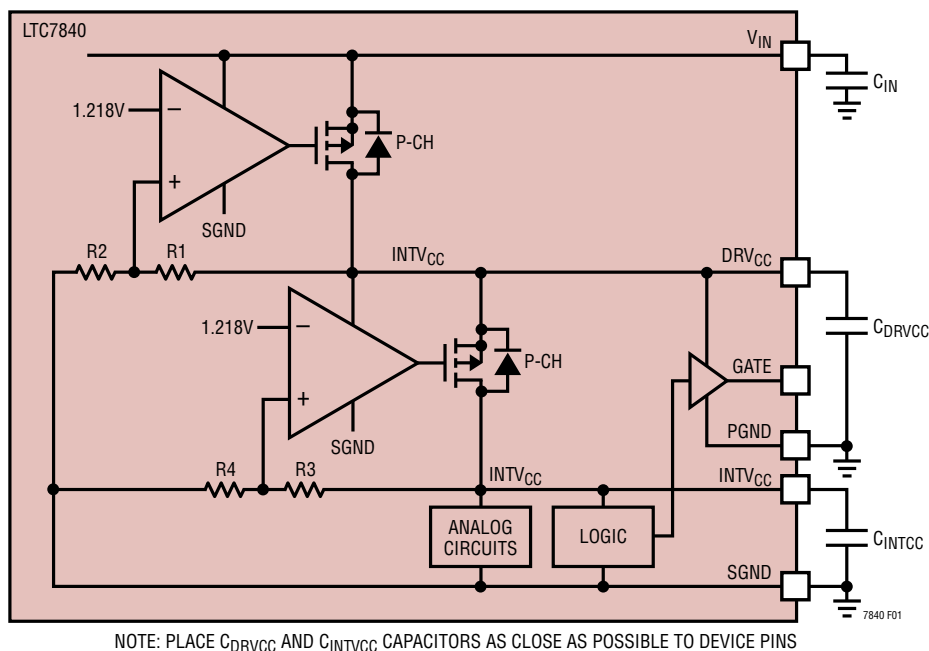 LTC7840
VIN
CIN
1.218V
−
P-CH
+
SGND
R2
R1
INTVCC
DRVCC
1.218V
−
P-CH
CDRVCC
GATE
+
SGND
PGND
R4
R3
INTVCC
INTVCC
ANALOG
CIRCUITS
LOGIC
CINTCC
SGND
7840 F01
NOTE: PLACE CDRVCC AND CINTVCC CAPACITORS AS CLOSE AS POSSIBLE TO DEVICE PINS